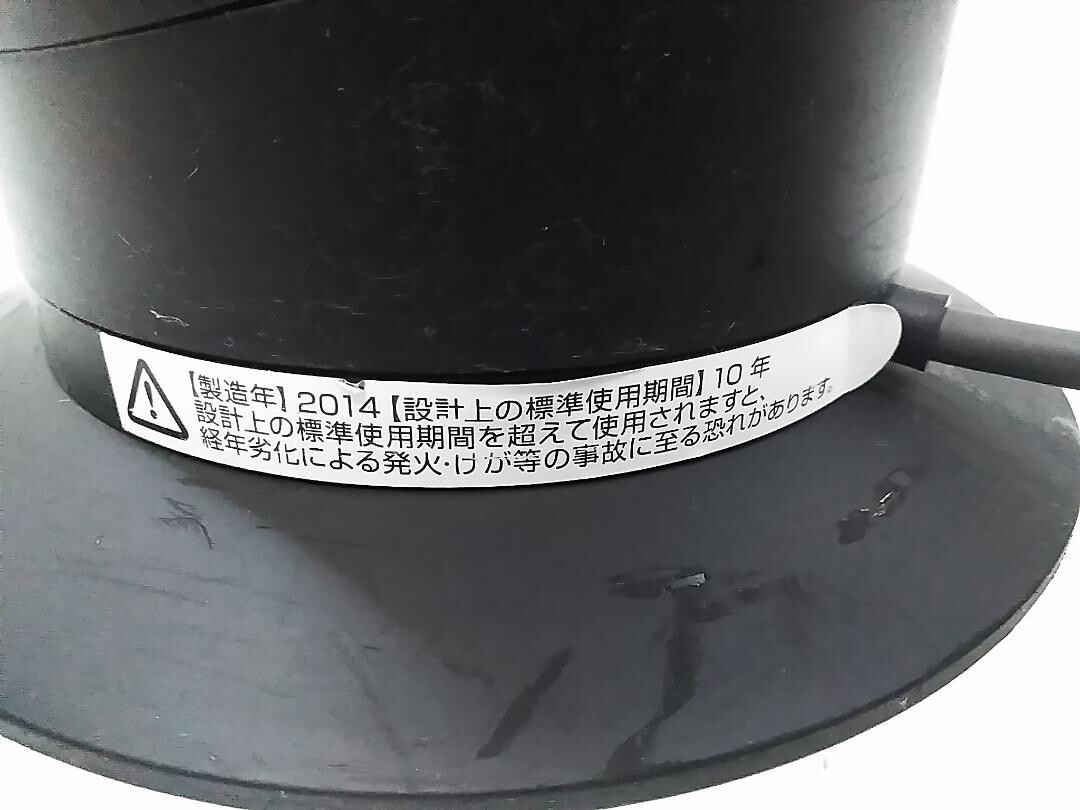 【製造年】2014【設計上の標準使用期間】10 年
設計上の標準使用期間を超えて使用されますと、
経年劣化による発火・けが等の事故に至る恐れがあります。